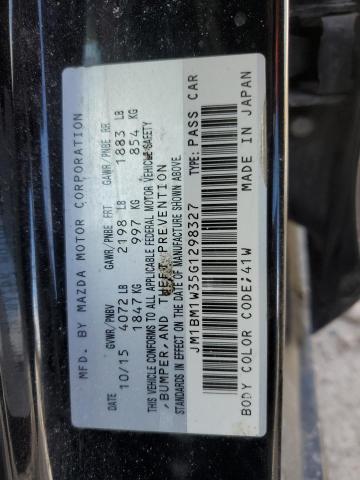 MFD. BY MAZDA MOTOR CORPORATION
DATE GVWR/PNBV GAWR/PNBE FRT GAWR/PNBE RR
10/15 4072 LB 2198 LB 1883 LB
1847 KG 997 KG 854 KG
THIS VEHICLE CONFORMS TO ALL APPLICABLE FEDERAL MOTOR VEHICLE SAFETY
,BUMPER,AND THEFT PREVENTION
STANDARDS IN EFFECT ON THE DATE OF MANUFACTURE SHOWN ABOVE.
JM1BM1W35G1298327 TYPE: PASS CAR
BODY COLOR CODE/41W MADE IN JAPAN